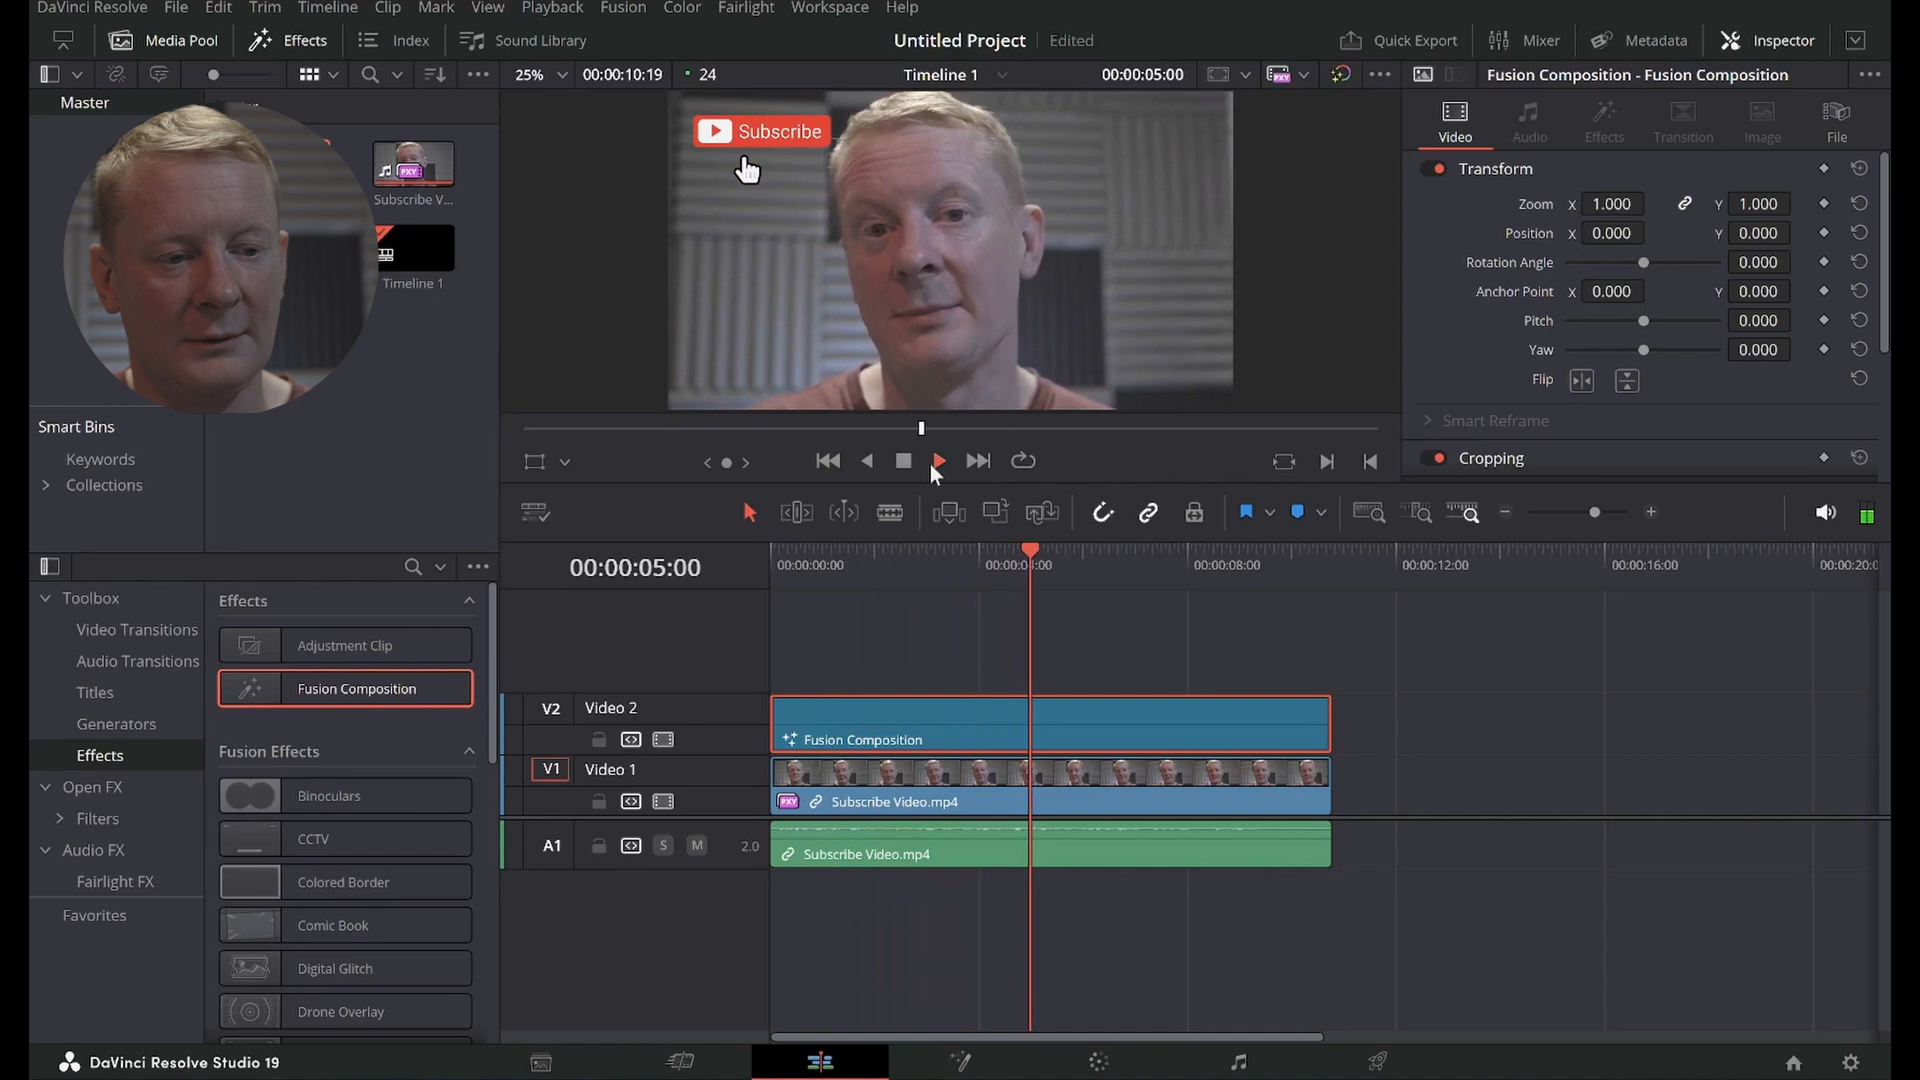 DaVinci Resolve File Edit Trim Timeline Clip Mark View Playback Fusion Color Fairlight Workspace Help
Media Pool Effects Index Sound Library Untitled Project Edited Quick Export Mixer Metadata Inspector
25% 00:00:10:19 24 Timeline 1 00:00:05:00 PXY Fusion Composition - Fusion Composition
Master
Video Audio Effects Transition Image File
Subscribe
PXY
Subscribe V...
Timeline 1
Transform
Zoom X 1.000 Y 1.000
Position X 0.000 Y 0.000
Rotation Angle 0.000
Anchor Point X 0.000 Y 0.000
Pitch 0.000
Yaw 0.000
Flip
Smart Reframe
Cropping
Smart Bins
Keywords
Collections
00:00:05:00
00:00:00:00 00:00:08:00 00:00:12:00 00:00:16:00
Toolbox
Video Transitions
Audio Transitions
Titles
Generators
Effects
Open FX
Filters
Audio FX
Fairlight FX
Favorites
Effects
Adjustment Clip
Fusion Composition
Fusion Effects
Binoculars
CCTV
Colored Border
Comic Book
Digital Glitch
Drone Overlay
V2 Video 2
Fusion Composition
V1 Video 1
PXY Subscribe Video.mp4
A1 S M 2.0
Subscribe Video.mp4
DaVinci Resolve Studio 19